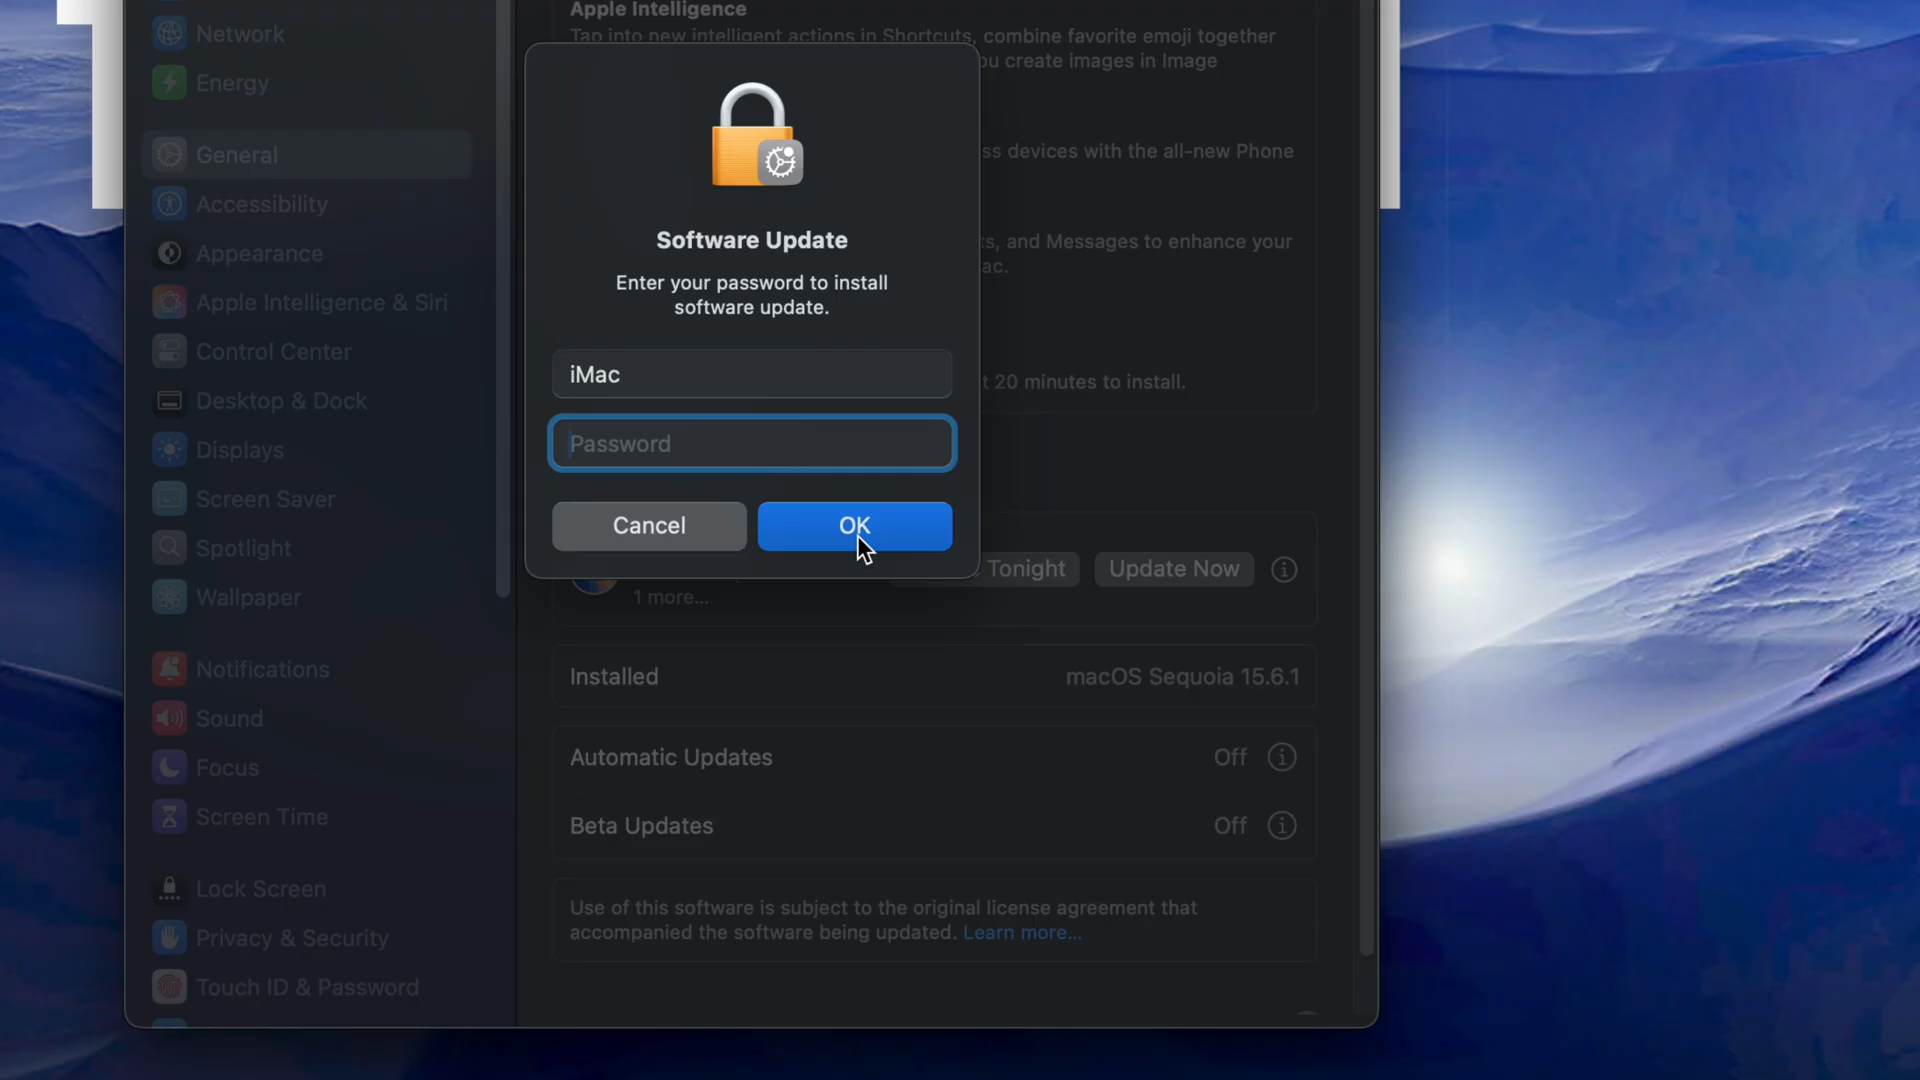 Network
Energy
General
Accessibility
Appearance
Apple Intelligence & Siri
Control Center
Desktop & Dock
Displays
Screen Saver
Spotlight
Wallpaper
Notifications
Sound
Focus
Screen Time
Lock Screen
Privacy & Security
Touch ID & Password
Apple Intelligence
Tap into new intelligent actions in Shortcuts, combine favorite emoji together
you create images in Image
ss devices with the all-new Phone
ts, and Messages to enhance your
ac.
t 20 minutes to install.
Software Update
Enter your password to install
software update.
iMac
Password
Cancel
OK
Tonight
Update Now
1 more...
Installed
macOS Sequoia 15.6.1
Automatic Updates
Off
Beta Updates
Off
Use of this software is subject to the original license agreement that
accompanied the software being updated. Learn more...